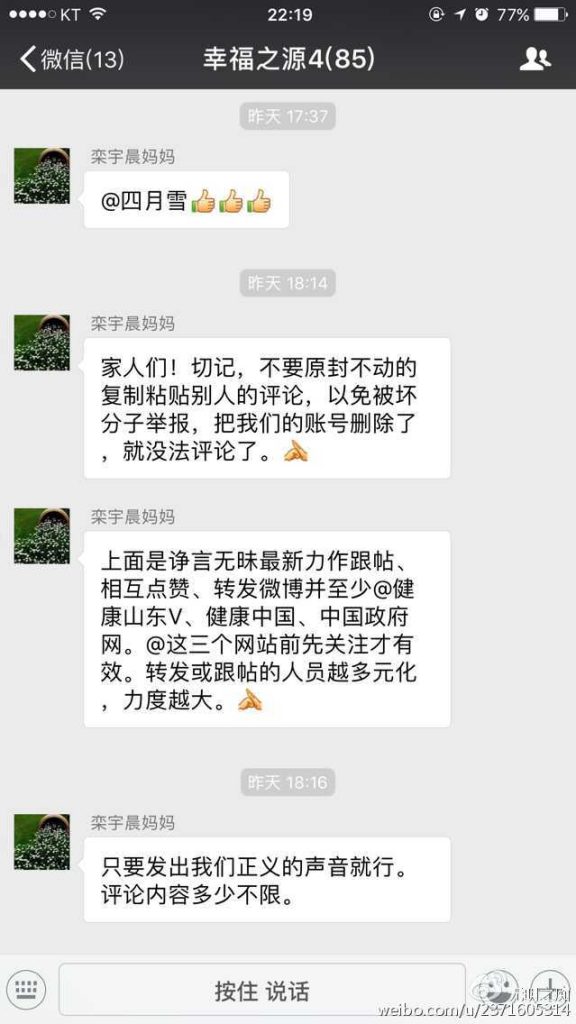 KT 22:19 77%
微信(13) 幸福之源4(85)
昨天 17:37
栾宇晨妈妈
@四月雪👍👍👍
昨天 18:14
栾宇晨妈妈
家人们！切记，不要原封不动的
复制粘贴别人的评论，以免被坏
分子举报，把我们的账号删除了
，就没法评论了。
栾宇晨妈妈
上面是诤言无昧最新力作跟帖、
相互点赞、转发微博并至少@健
康山东V、健康中国、中国政府
网。@这三个网站前先关注才有
效。转发或跟帖的人员越多元化
，力度越大。
昨天 18:16
栾宇晨妈妈
只要发出我们正义的声音就行。
评论内容多少不限。
按住 说话
weibo.com/u/2371605314